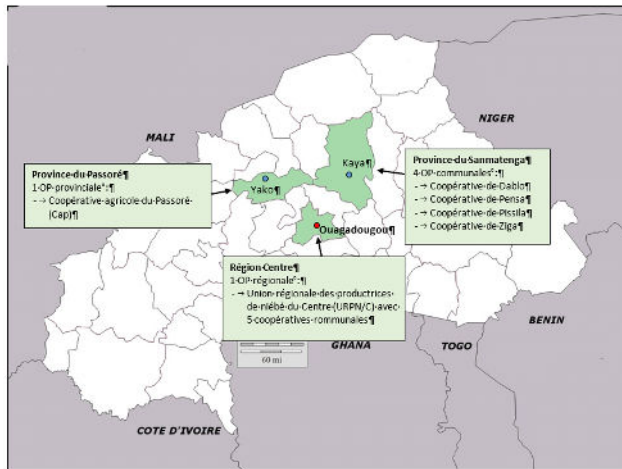 NIGER
MALI
Province·du·Passoré¶
1·OP·provinciale°:¶
-→Coopérative·agricole·du·Passoré·
(Cap)¶
Yako¶
Kaya¶
Province·du·Sanmatenga¶
4·OP·communales°:¶
-→Coopérative·de·Dablo¶
-→Coopérative·de·Pensa¶
-→Coopérative·de·Pissila¶
-→Coopérative·de·Ziga¶
Ouagadougou¶
Région·Centre¶
1·OP·régionale°:¶
-→Union·régionale·des·productrices·
de·niébé·du·Centre·(URPN/C)·avec·
5·coopératives·rommunales¶
BENIN
GHANA
TOGO
60 mi
COTE D'IVOIRE